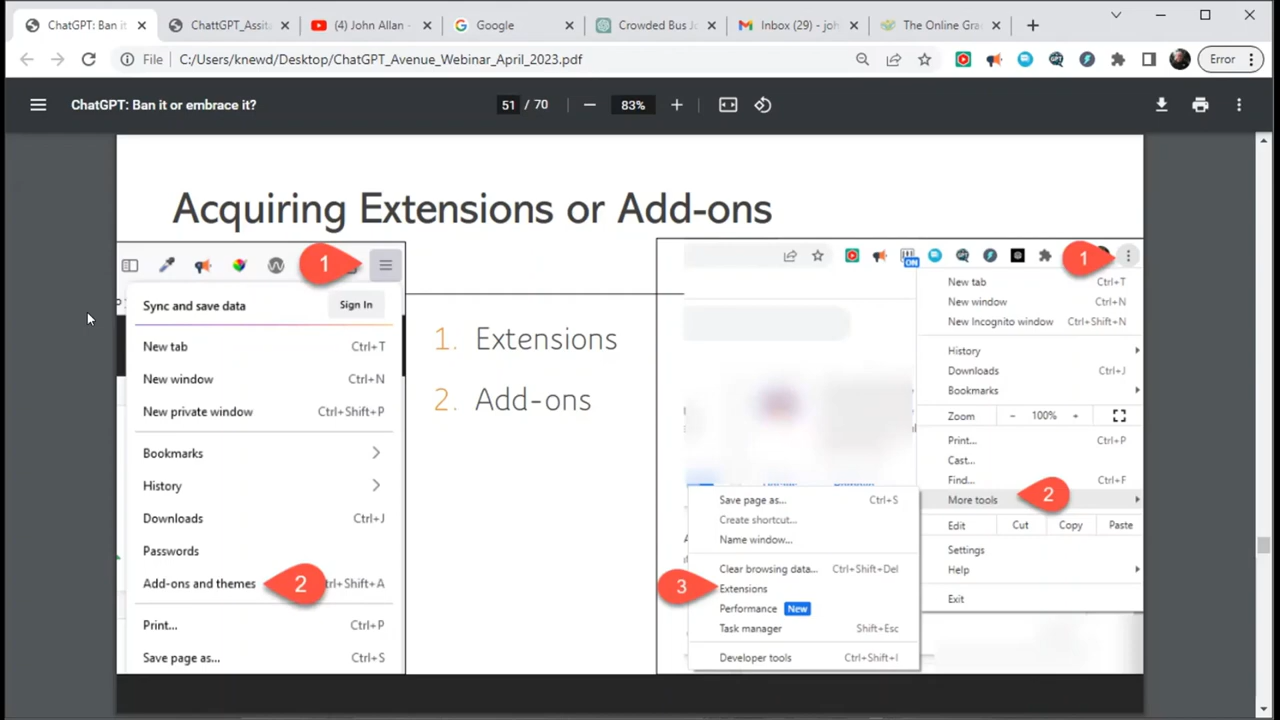 ChatGPT: Ban it
ChattGPT_Assita
(4) John Allan -
Google
Crowded Bus Jo
Inbox (29) - joh
The Online Gra
File
C:/Users/knewd/Desktop/ChatGPT_Avenue_Webinar_April_2023.pdf
Error
ChatGPT: Ban it or embrace it?
51 / 70
83%
Acquiring Extensions or Add-ons
1
Sync and save data
Sign In
New tab Ctrl+T
New window Ctrl+N
New private window Ctrl+Shift+P
Bookmarks
History
Downloads Ctrl+J
Passwords
Add-ons and themes 2 trl+Shift+A
Print...
Ctrl+P
Save page as... Ctrl+S
1. Extensions
2. Add-ons
ON
1
New tab Ctrl+T
New window Ctrl+N
New Incognito window Ctrl+Shift+N
History
Downloads Ctrl+J
Bookmarks
Zoom − 100% +
Print... Ctrl+P
Cast...
Find... Ctrl+F
More tools 2
Edit Cut Copy Paste
Settings
Help
Exit
Save page as... Ctrl+S
Create shortcut...
Name window...
Clear browsing data... Ctrl+Shift+Del
3 Extensions
Performance New
Task manager Shift+Esc
Developer tools Ctrl+Shift+I